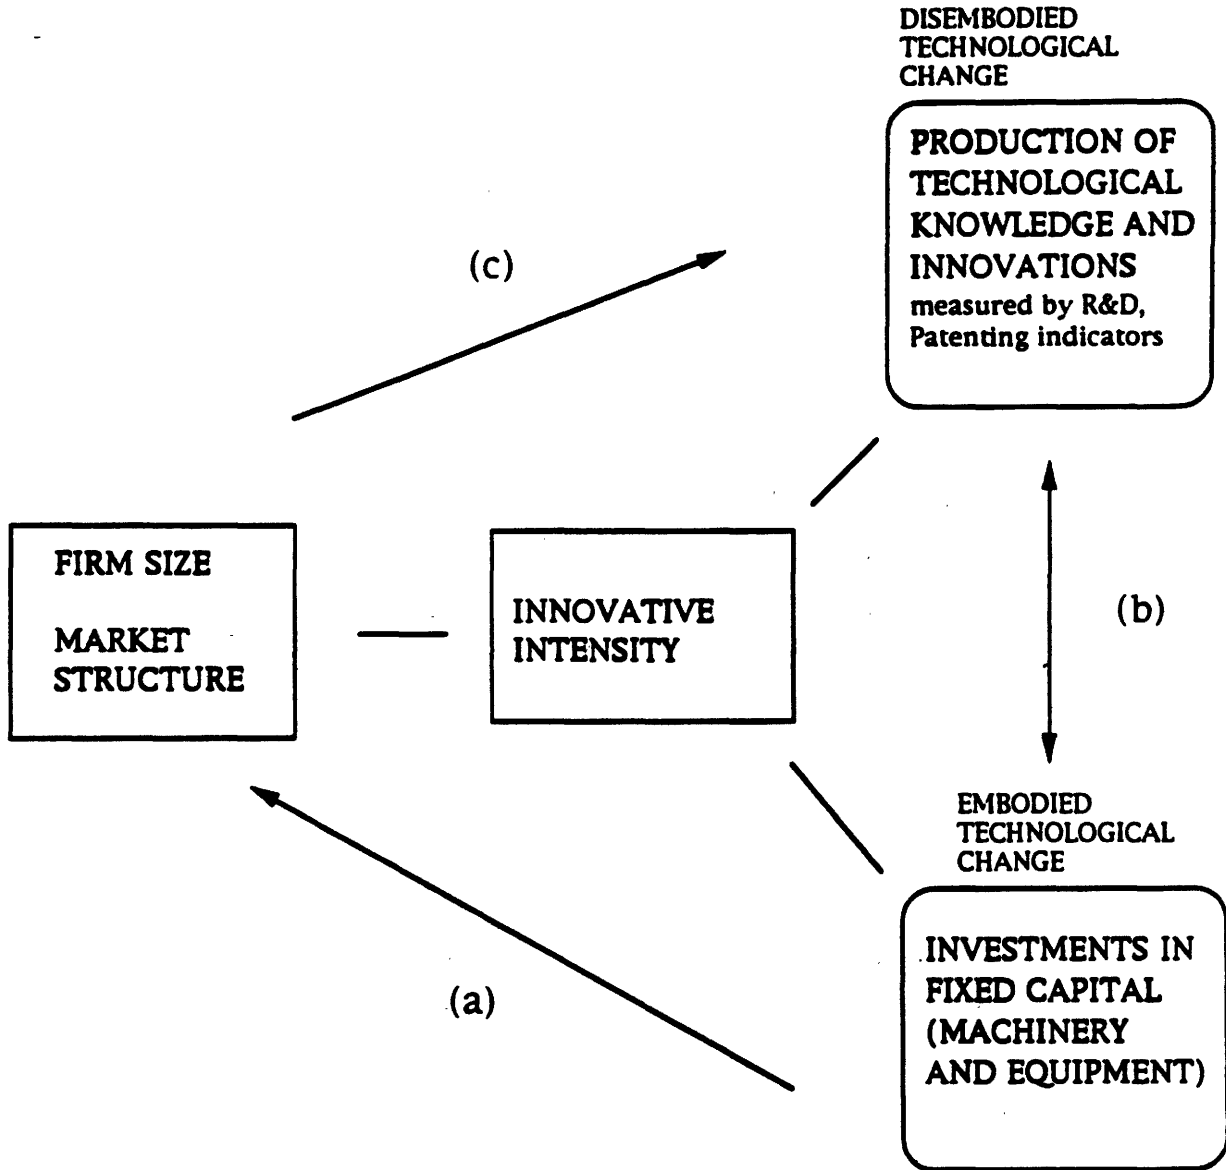 DISEMBODIED
TECHNOLOGICAL
CHANGE
PRODUCTION OF
TECHNOLOGICAL
KNOWLEDGE AND
INNOVATIONS
measured by R&D,
Patenting indicators
(c)
FIRM SIZE
MARKET
STRUCTURE
INNOVATIVE
INTENSITY
(b)
EMBODIED
TECHNOLOGICAL
CHANGE
INVESTMENTS IN
FIXED CAPITAL
(MACHINERY
AND EQUIPMENT)
(a)